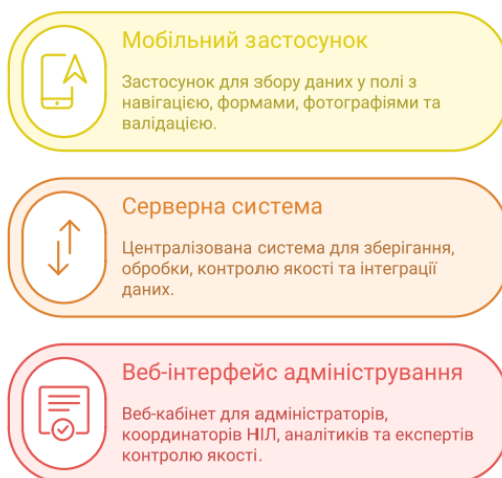 Мобільний застосунок
Застосунок для збору даних у полі з
навігацією, формами, фотографіями та
валідацією.
Серверна система
Централізована система для зберігання,
обробки, контролю якості та інтеграції
даних.
Веб-інтерфейс адміністрування
Веб-кабінет для адміністраторів,
координаторів НІЛ, аналітиків та експертів
контролю якості.